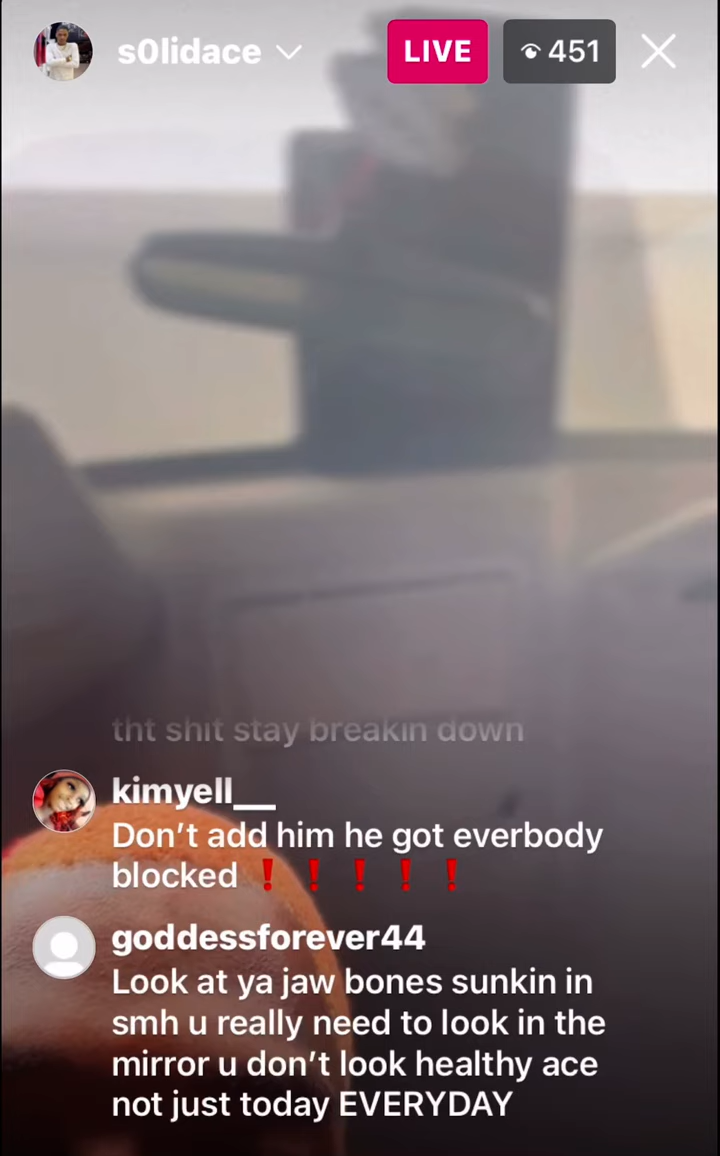 s0lidace
LIVE
451
tht shit stay breakin down
kimyell__
Don’t add him he got everbody
blocked ❗❗❗❗❗
goddessforever44
Look at ya jaw bones sunkin in
smh u really need to look in the
mirror u don’t look healthy ace
not just today EVERYDAY